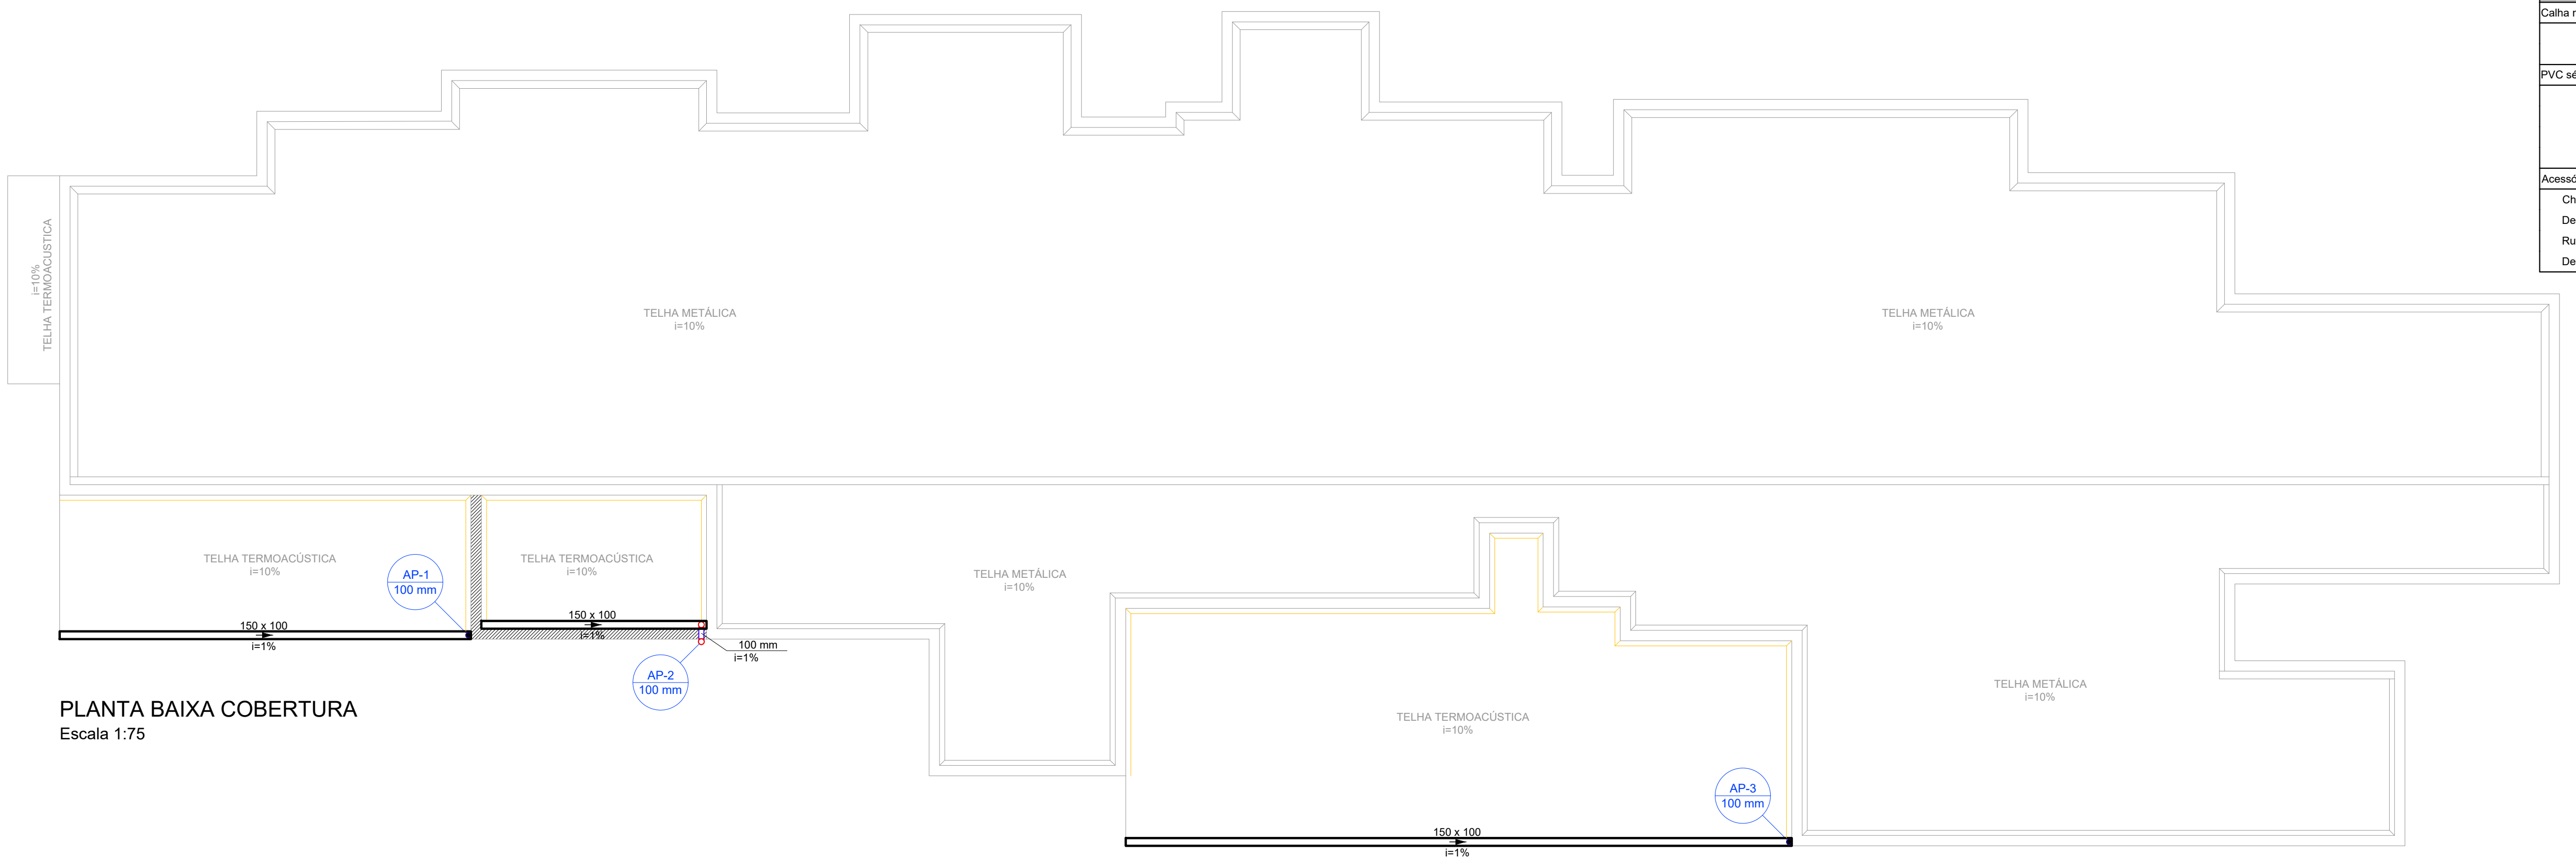 Calha
PVC
Ch
De
Ru
De
i=10%
TELHA TERMOACUSTICA
TELHA METÁLICA
i=10%
TELHA METÁLICA
i=10%
TELHA TERMOACÚSTICA
i=10%
AP-1
100 mm
TELHA TERMOACÚSTICA
i=10%
TELHA METÁLICA
i=10%
150 x 100
i=1%
150 x 100
i=1%
100 mm
i=1%
AP-2
100 mm
TELHA METÁLICA
i=10%
TELHA TERMOACÚSTICA
i=10%
PLANTA BAIXA COBERTURA
Escala 1:75
AP-3
100 mm
150 x 100
i=1%